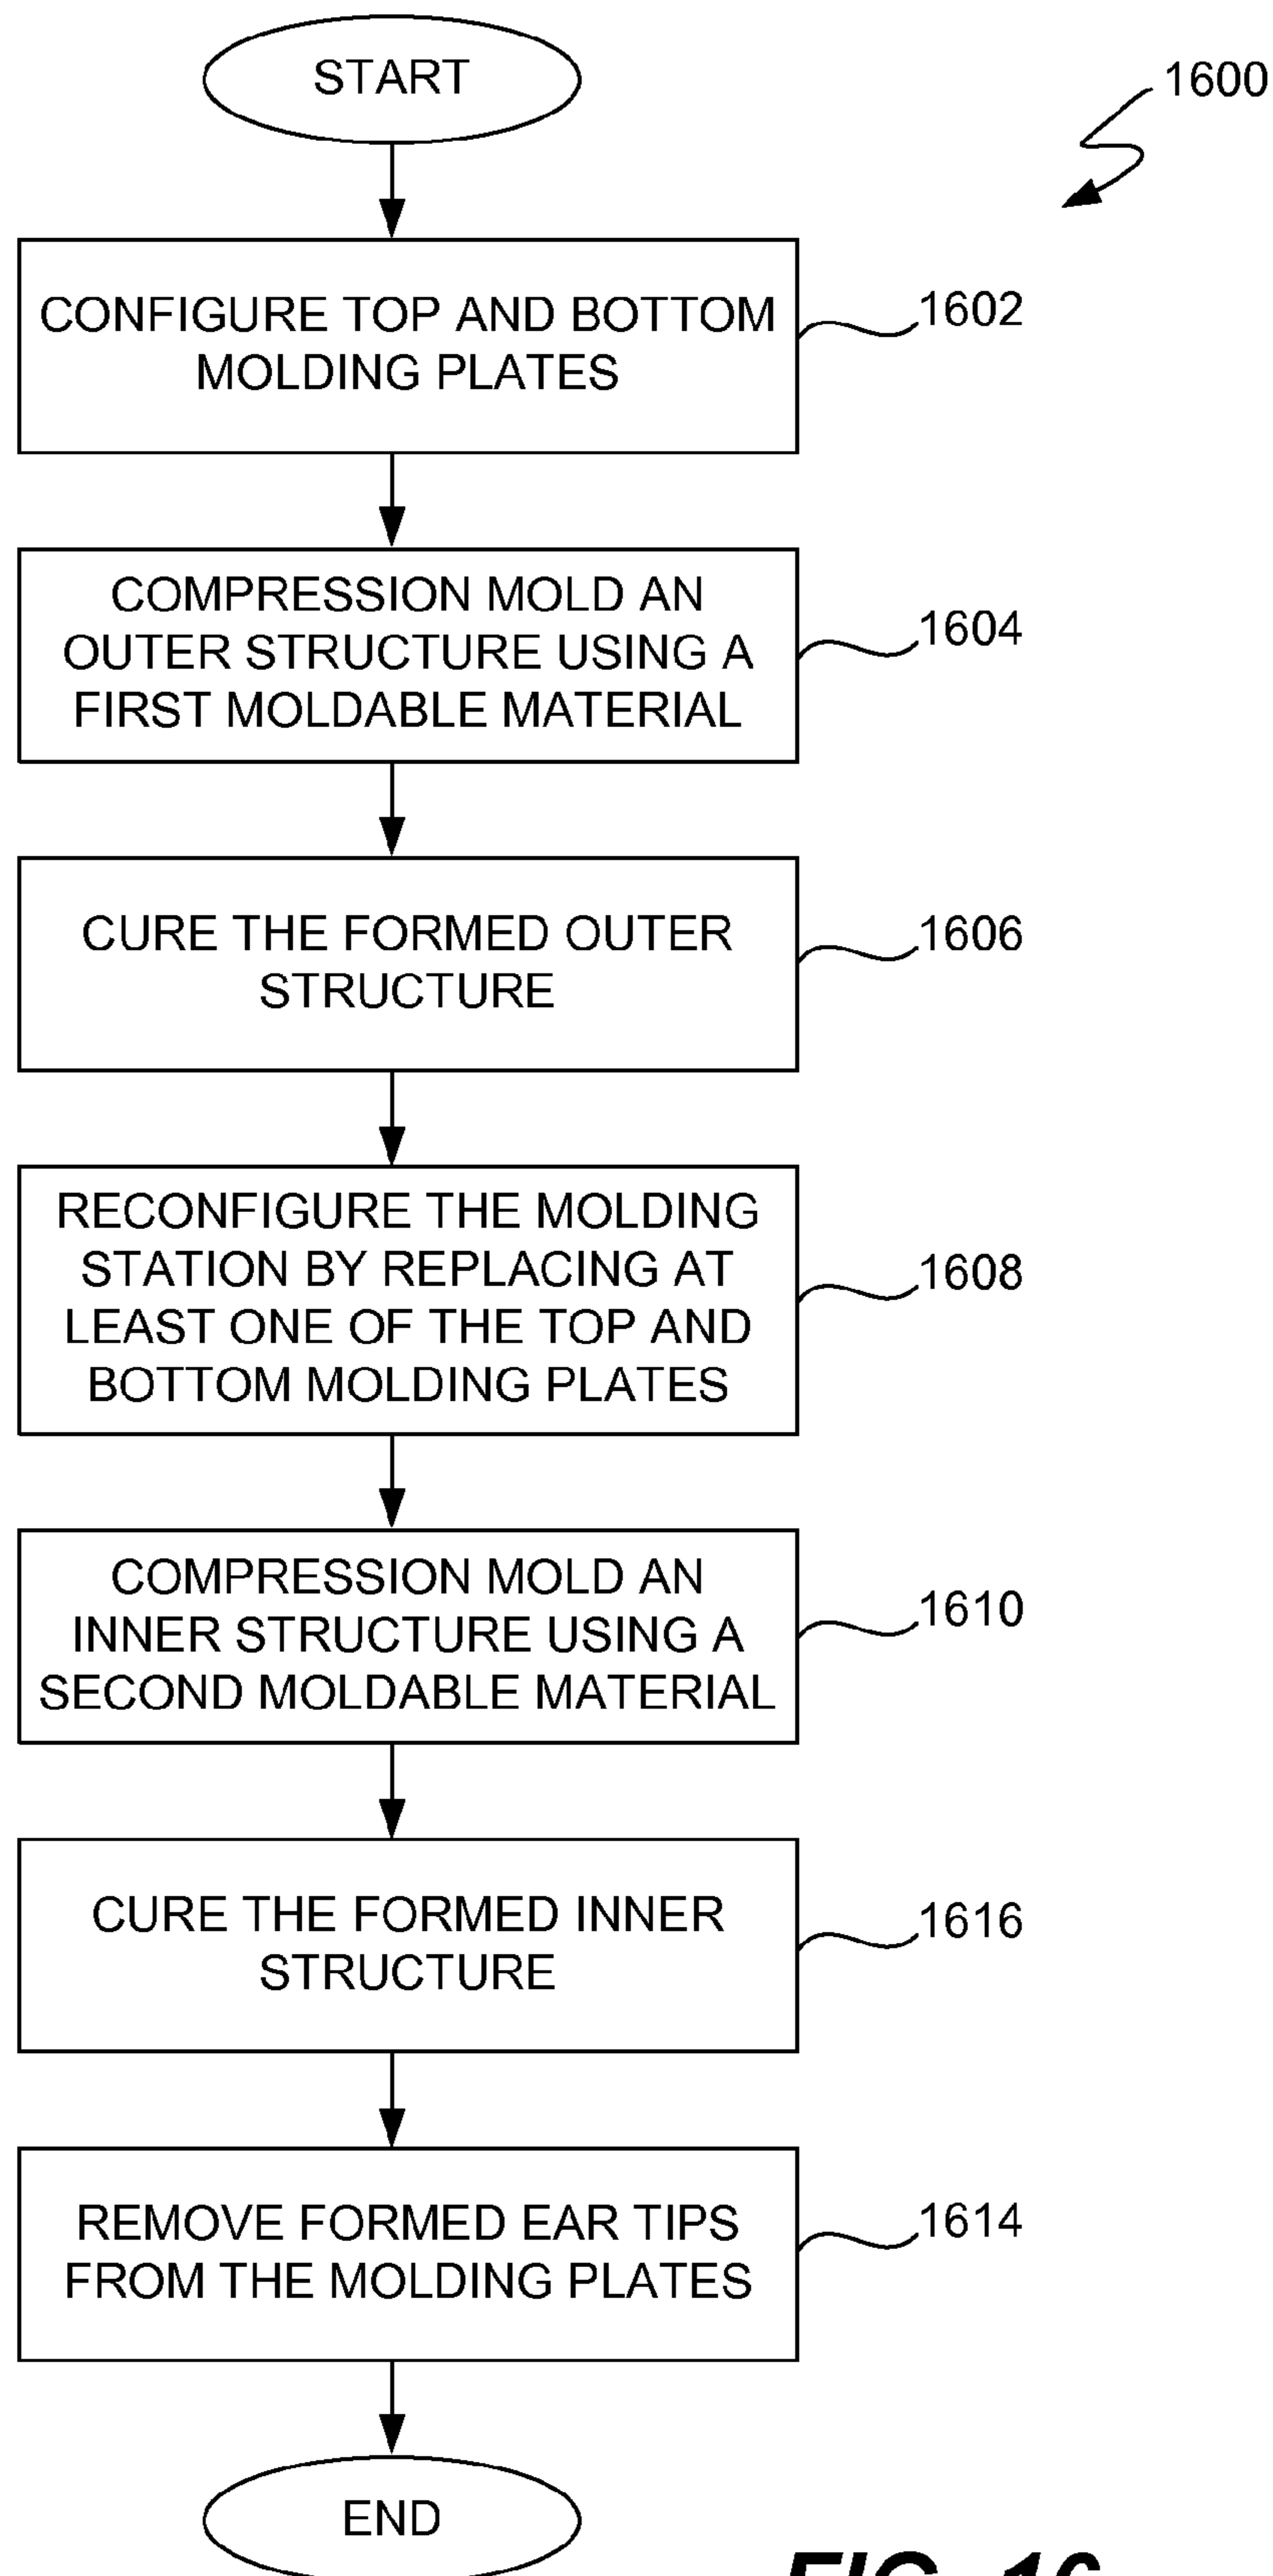 START
1600
CONFIGURE TOP AND BOTTOM
MOLDING PLATES
1602
COMPRESSION MOLD AN
OUTER STRUCTURE USING A
FIRST MOLDABLE MATERIAL
1604
CURE THE FORMED OUTER
STRUCTURE
1606
RECONFIGURE THE MOLDING
STATION BY REPLACING AT
LEAST ONE OF THE TOP AND
BOTTOM MOLDING PLATES
1608
COMPRESSION MOLD AN
INNER STRUCTURE USING A
SECOND MOLDABLE MATERIAL
1610
CURE THE FORMED INNER
STRUCTURE
1616
REMOVE FORMED EAR TIPS
FROM THE MOLDING PLATES
1614
END
FIG. 16